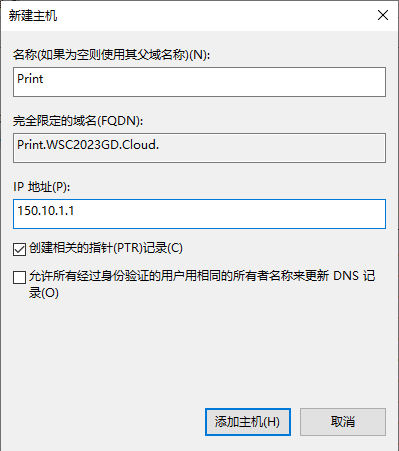 新建主机
名称(如果为空则使用其父域名称)(N):
Print
完全限定的域名(FQDN):
Print.WSC2023GD.Cloud.
IP 地址(P):
150.10.1.1
创建相关的指针(PTR)记录(C)
允许所有经过身份验证的用户用相同的所有者名称来更新 DNS 记
录(O)
添加主机(H)
取消